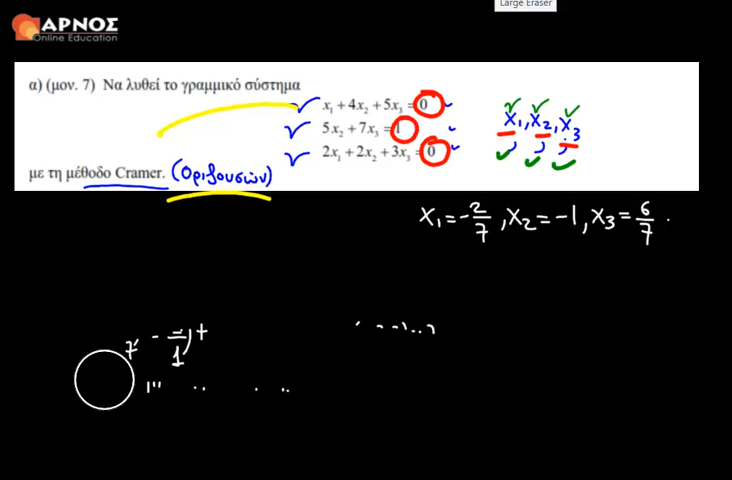 Large Eraser
ΑΡΝΟΣ
Online Education
α) (μον. 7) Να λυθεί το γραμμικό σύστημα
x₁ + 4x₂ + 5x₃ = 0
5x₂ + 7x₃ = 1
2x₁ + 2x₂ + 3x₃ = 0
x₁, x₂, x₃
με τη μέθοδο Cramer. (Οριζουσών)
x₁ = -2/7, x₂ = -1, x₃ = 6/7